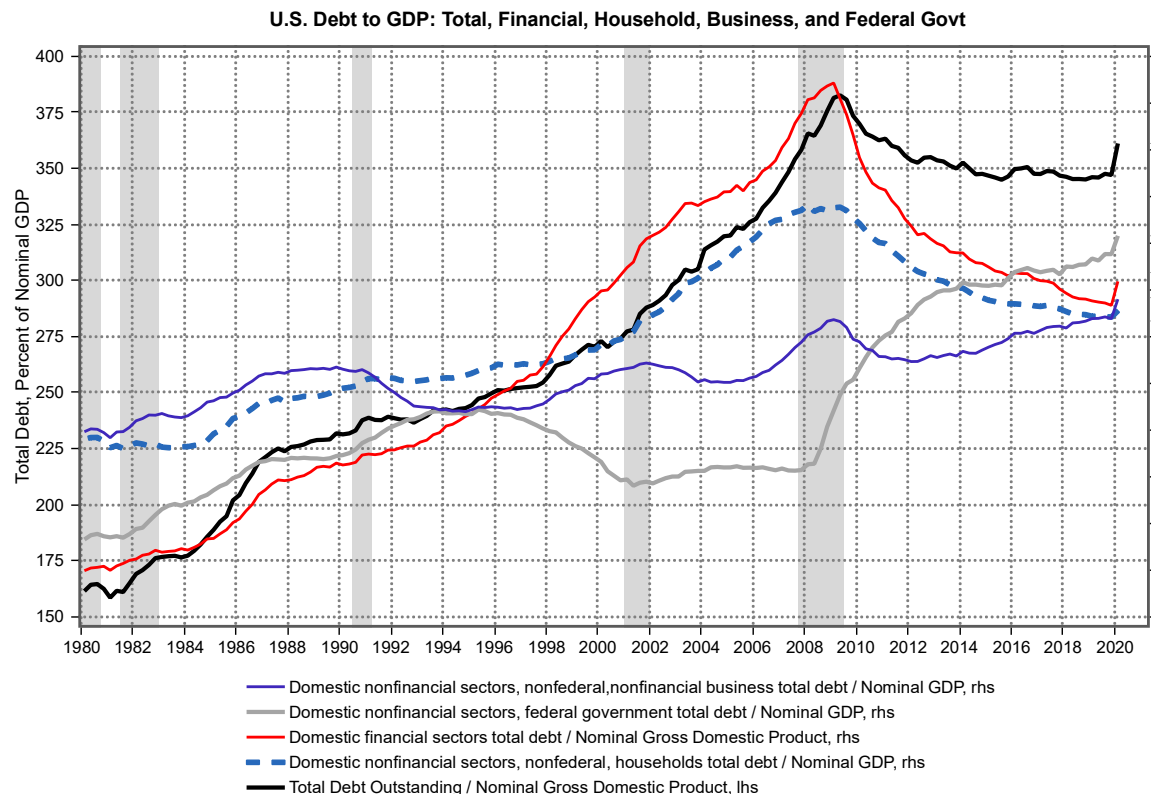 U.S. Debt to GDP: Total, Financial, Household, Business, and Federal Govt
Total Debt, Percent of Nominal GDP
400
375
350
325
300
275
250
225
200
175
150
1980 1982 1984 1986 1988 1990 1992 1994 1996 1998 2000 2002 2004 2006 2008 2010 2012 2014 2016 2018 2020
Domestic nonfinancial sectors, nonfederal,nonfinancial business total debt / Nominal GDP, rhs
Domestic nonfinancial sectors, federal government total debt / Nominal GDP, rhs
Domestic financial sectors total debt / Nominal Gross Domestic Product, rhs
Domestic nonfinancial sectors, nonfederal, households total debt / Nominal GDP, rhs
Total Debt Outstanding / Nominal Gross Domestic Product, lhs